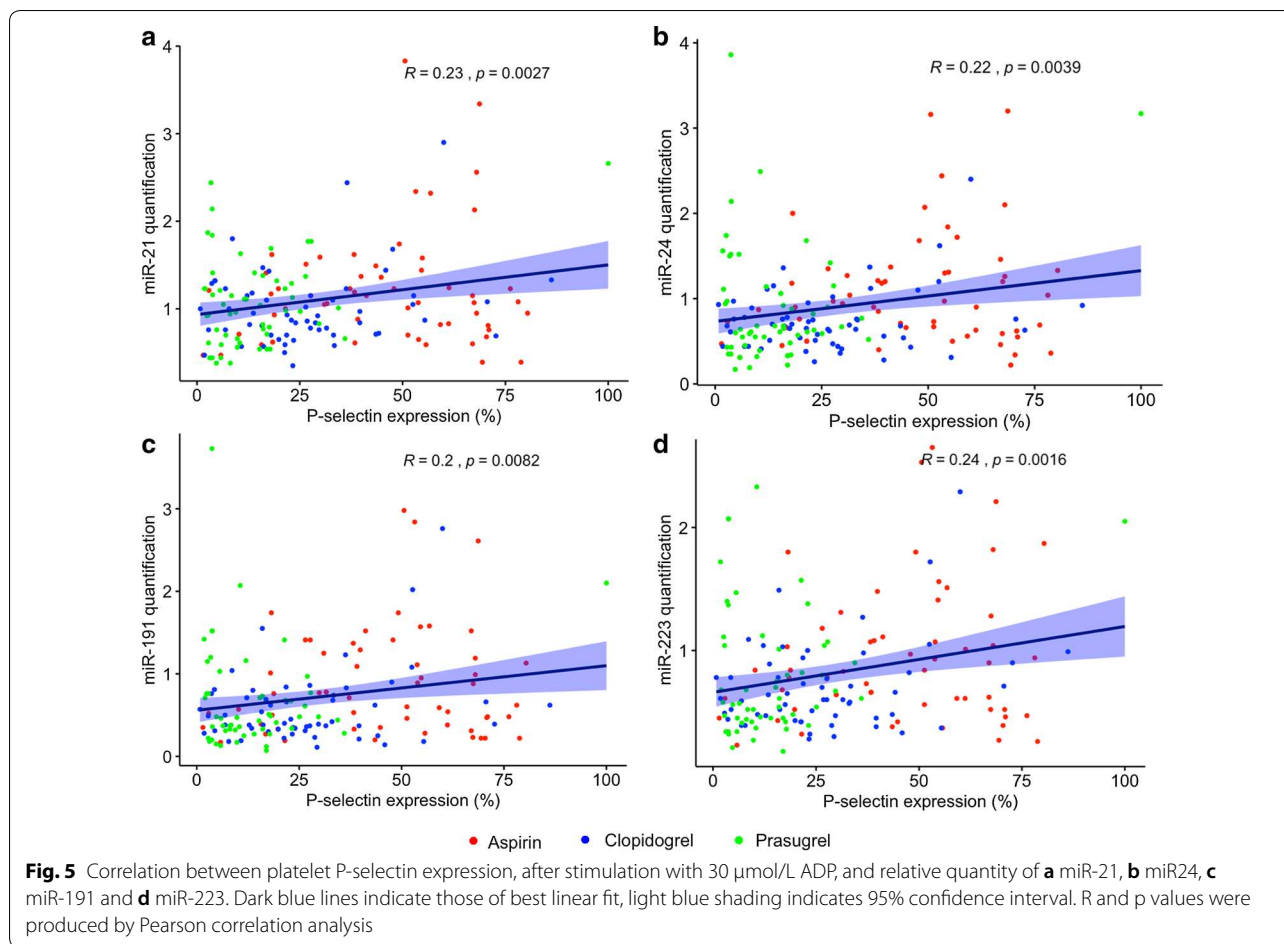 a
R = 0.23 , p = 0.0027
miR-21 quantification
4
3
2
1
0 25 50 75 100
P-selectin expression (%)
b
R = 0.22 , p = 0.0039
miR-24 quantification
4
3
2
1
0
0 25 50 75 100
P-selectin expression (%)
c
R = 0.2 , p = 0.0082
miR-191 quantification
3
2
1
0
0 25 50 75 100
P-selectin expression (%)
d
R = 0.24 , p = 0.0016
miR-223 quantification
2
1
0 25 50 75 100
P-selectin expression (%)
Aspirin Clopidogrel Prasugrel
Fig. 5 Correlation between platelet P-selectin expression, after stimulation with 30 μmol/L ADP, and relative quantity of a miR-21, b miR24, c
miR-191 and d miR-223. Dark blue lines indicate those of best linear fit, light blue shading indicates 95% confidence interval. R and p values were
produced by Pearson correlation analysis